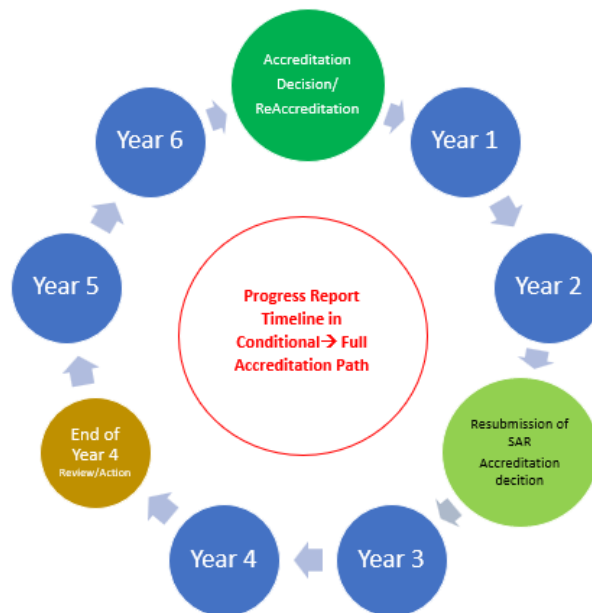 Accreditation
Decision/
ReAccreditation
Year 1
Year 2
Resubmission of
SAR
Accreditation
decition
Year 3
Year 4
End of
Year 4
Review/Action
Year 5
Year 6
Progress Report
Timeline in
Conditional→ Full
Accreditation Path